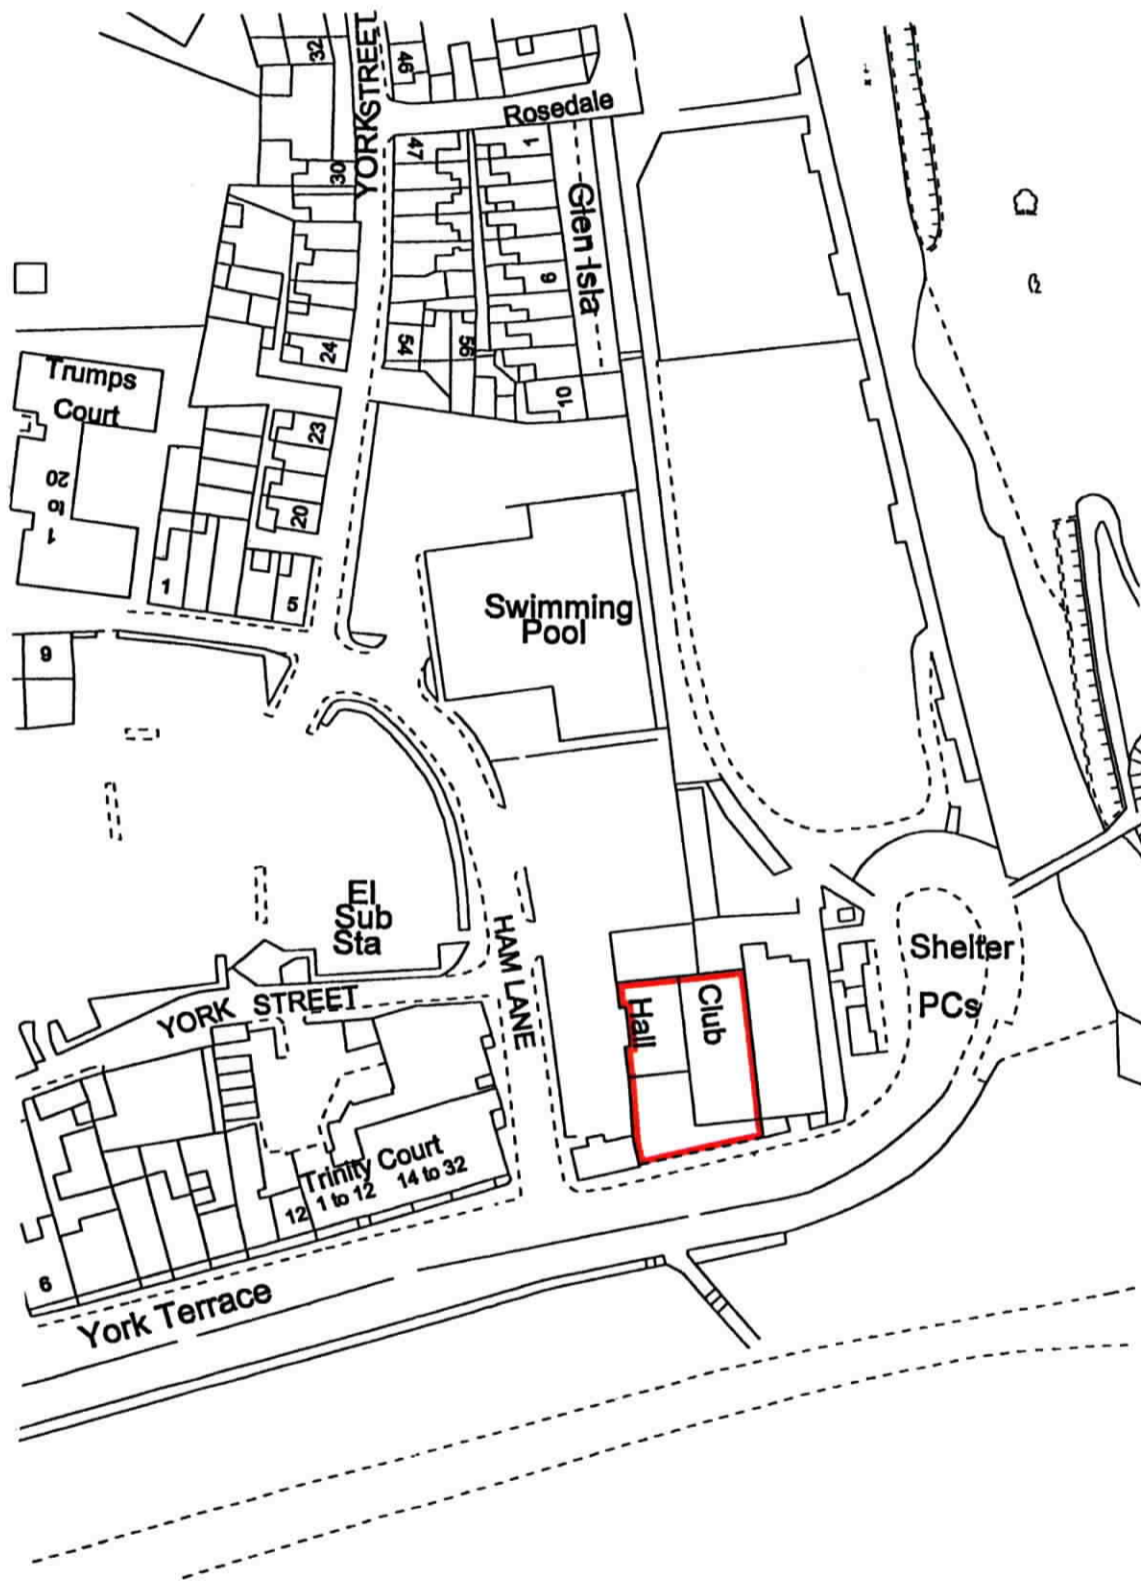 32
YORKSTREET
46
Rosedale
47
1
30
Glen Isla
9
24
54
56
10
Trumps
Court
23
20
1 to 20
1
5
Swimming
Pool
9
El
Sub
Sta
HAM LANE
YORK STREET
Shelter
PCs
Hall
Club
Trinity Court
1 to 12 14 to 32
12
6
York Terrace